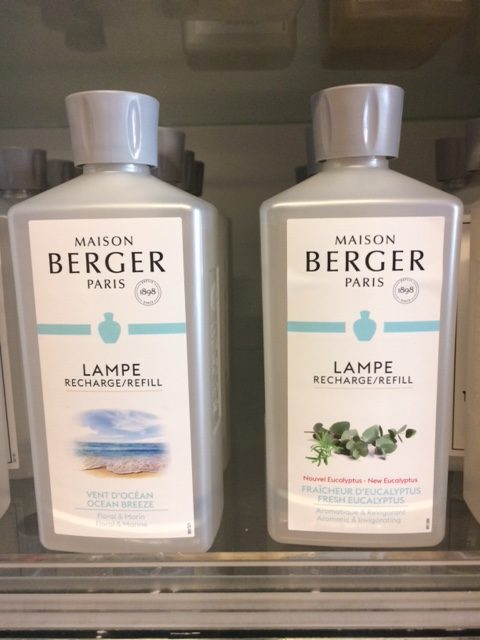 MAISON
BERGER
PARIS
1898
LAMPE
RECHARGE/REFILL
VENT D'OCÉAN
OCEAN BREEZE
Floral & Marin
Floral & Marine
MAISON
BERGER
PARIS
1898
LAMPE
RECHARGE/REFILL
Nouvel Eucalyptus - New Eucalyptus
FRAÎCHEUR D'EUCALYPTUS
FRESH EUCALYPTUS
Aromatique & Revigorant
Aromatic & Invigorating